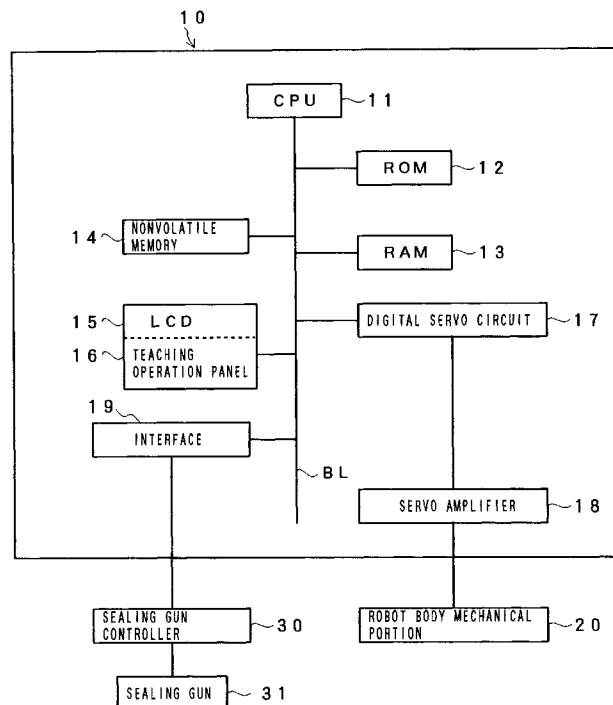 10
CPU
11
ROM
12
NONVOLATILE
MEMORY
14
RAM
13
15
LCD
16
TEACHING
OPERATION PANEL
DIGITAL SERVO CIRCUIT
17
19
INTERFACE
BL
SERVO AMPLIFIER
18
SEALING GUN
CONTROLLER
30
ROBOT BODY MECHANICAL
PORTION
20
SEALING GUN
31